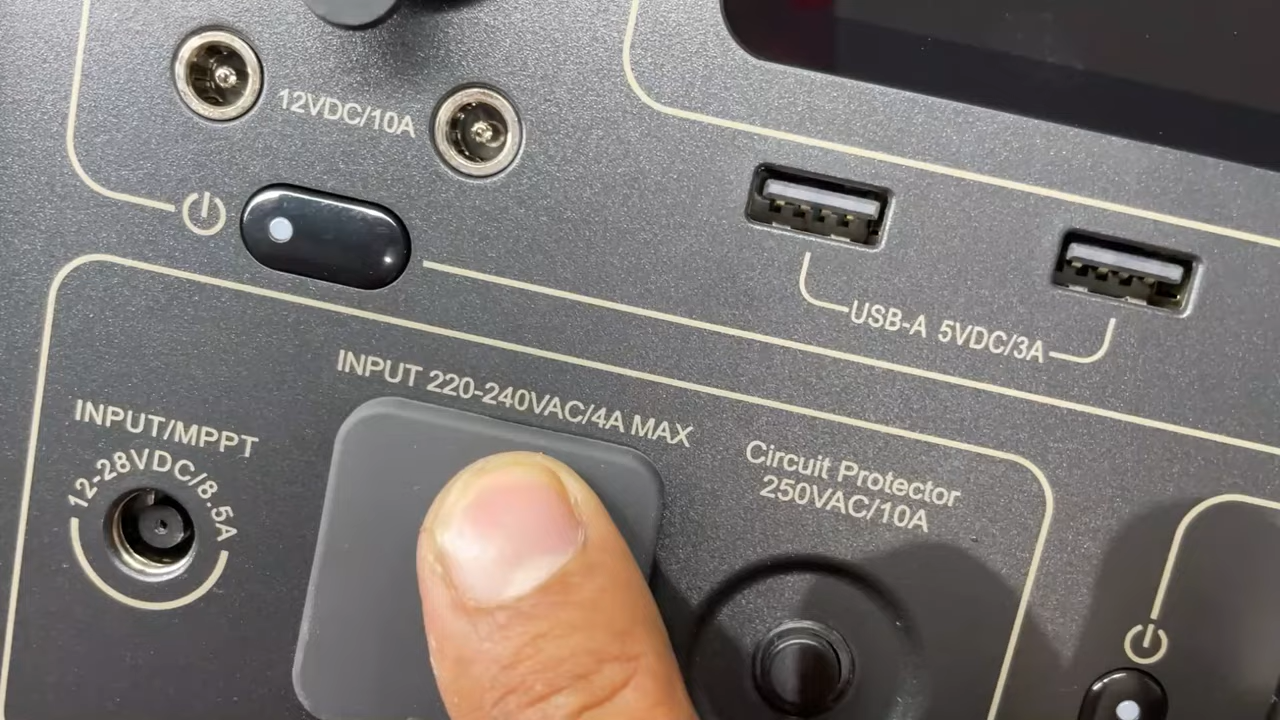 12VDC/10A
USB-A 5VDC/3A
INPUT 220-240VAC/4A MAX
INPUT/MPPT
12-28VDC/8.5A
Circuit Protector
250VAC/10A